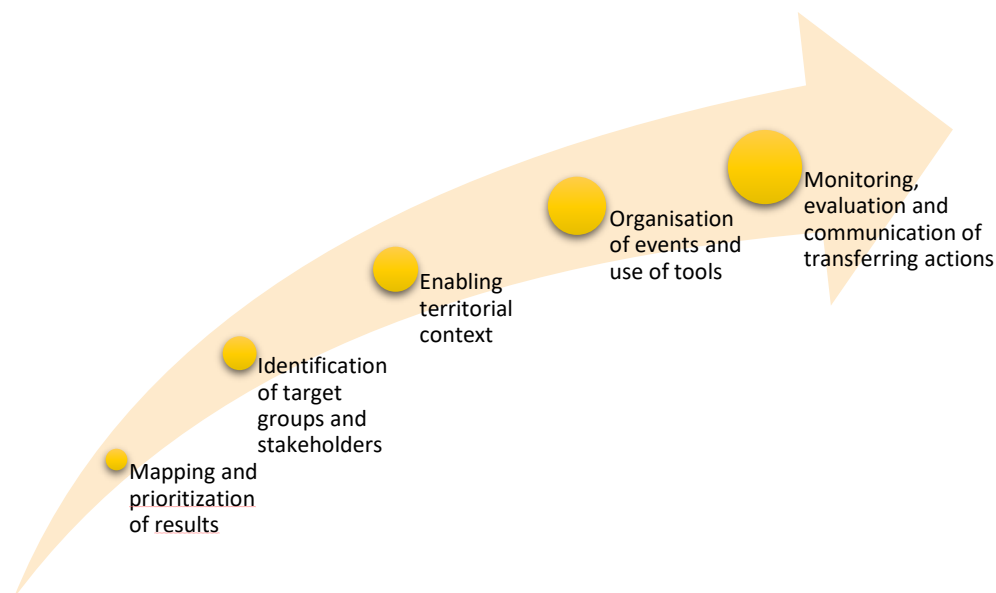 Mapping and
prioritization
of results
Identification
of target
groups and
stakeholders
Enabling
territorial
context
Organisation
of events and
use of tools
Monitoring,
evaluation and
communication of
transferring actions